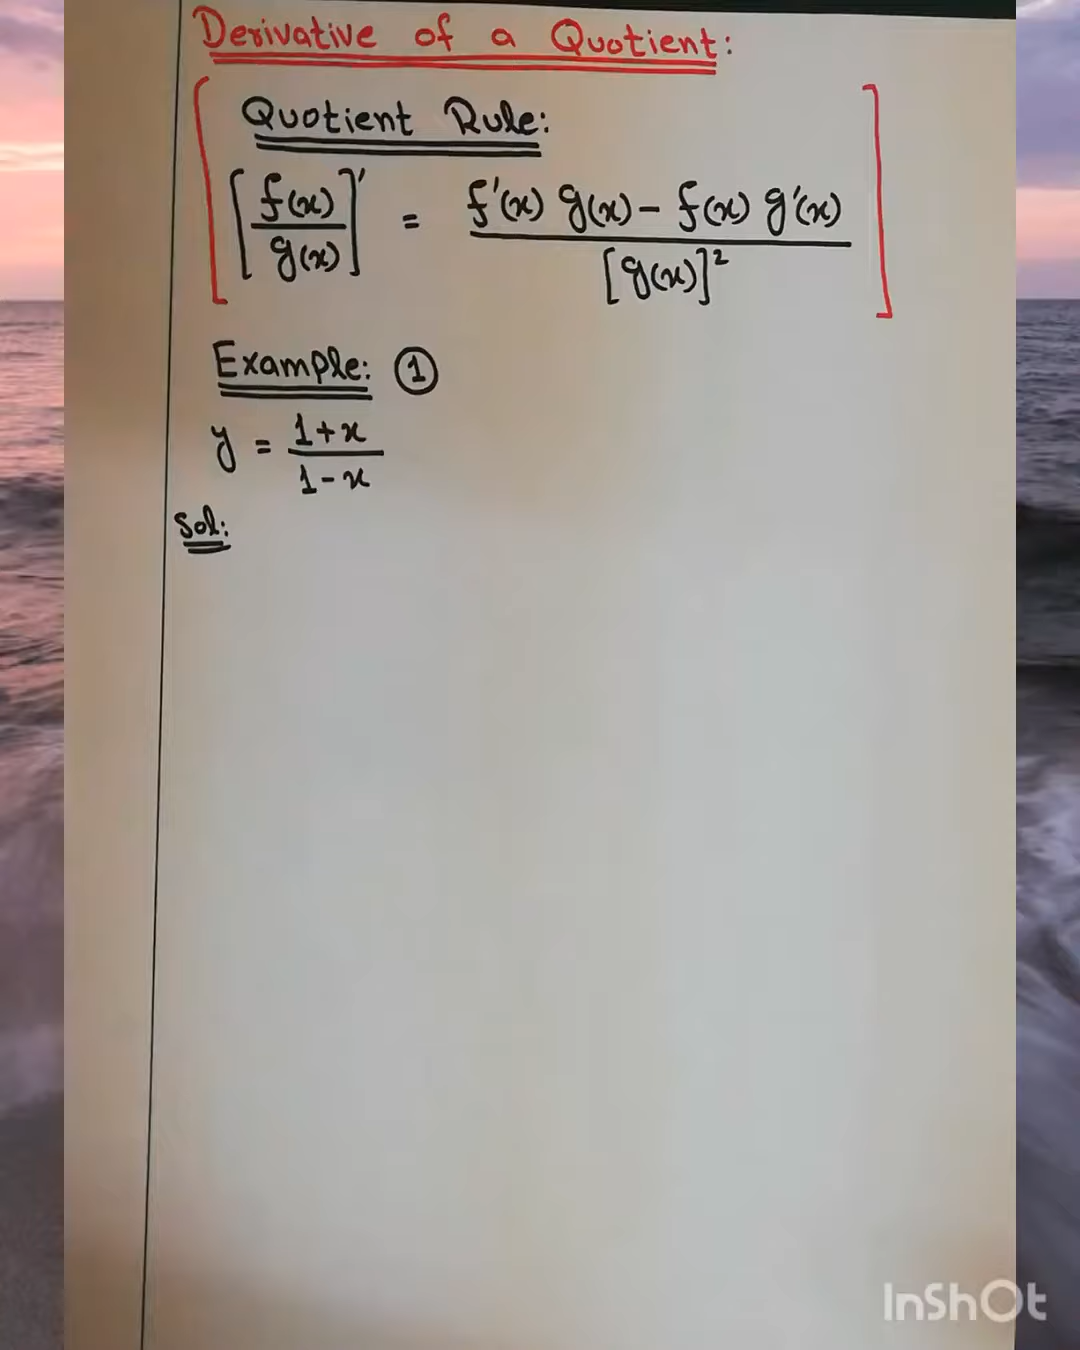 Derivative of a Quotient:
Quotient Rule:
[f(x)/g(x)]' = f'(x) g(x) - f(x) g'(x) / [g(x)]²
Example: ①
y = 1+x / 1-x
Sol:
InShOt